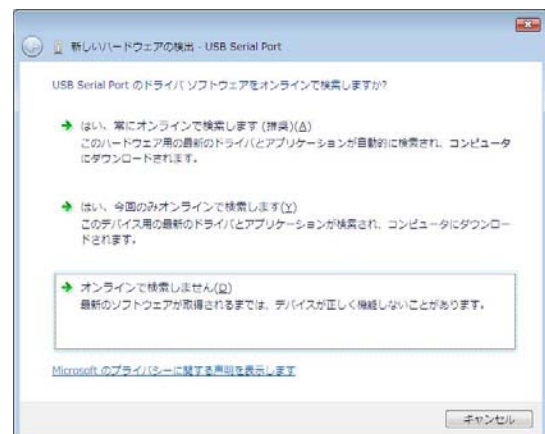 新しいハードウェアの検出 - USB Serial Port
USB Serial Port のドライバ ソフトウェアをオンラインで検索しますか?
はい、常にオンラインで検索します (推奨)(A)
このハードウェア用の最新のドライバとアプリケーションが自動的に検索され、コンピュータ
にダウンロードされます。
はい、今回のみオンラインで検索します(Y)
このデバイス用の最新のドライバとアプリケーションが検索され、コンピュータにダウンロー
ドされます。
オンラインで検索しません(D)
最新のソフトウェアが取得されるまでは、デバイスが正しく機能しないことがあります。
Microsoft のプライバシーに関する声明を表示します
キャンセル